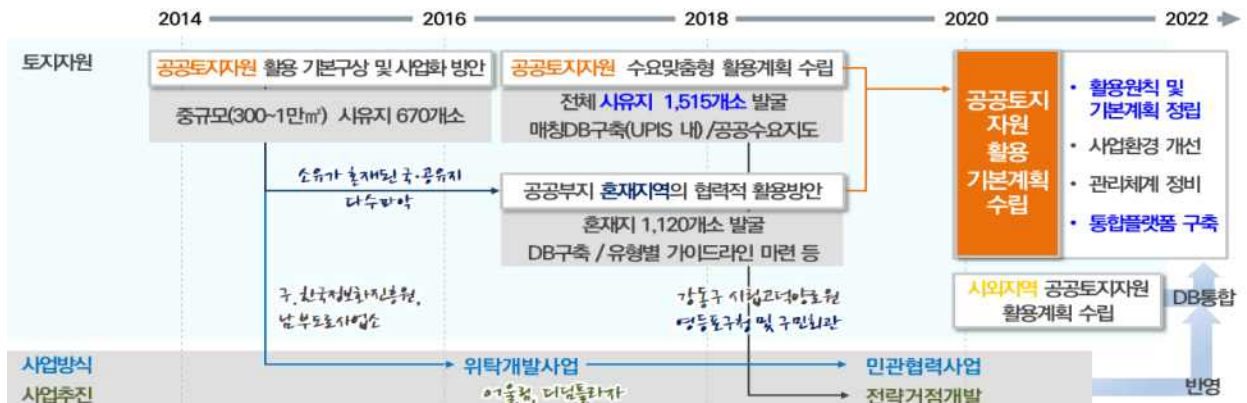 2014 2016 2018 2020 2022
토지자원
공공토지자원 활용 기본구상 및 사업화 방안
중규모(300~1만㎡) 시유지 670개소
공공토지자원 수요맞춤형 활용계획 수립
전체 시유지 1,515개소 발굴
매칭DB구축(UPIS 내)/공공수요지도
소유가 혼재된 국·공유지
다수파악
공공부지 혼재지역의 협력적 활용방안
혼재지 1,120개소 발굴
DB구축 / 유형별 가이드라인 마련 등
공공토지
자원
활용
기본계획
수립
• 활용원칙 및
기본계획 정립
• 사업환경 개선
• 관리체계 정비
• 통합플랫폼 구축
시외지역 공공토지자원
활용계획 수립
DB통합
구. 한국정보화진흥원,
남부도로사업소
강동구 시립고덕양로원
영등포구청 및 구민회관
사업방식
위탁개발사업
민관협력사업
사업추진
어울림, 디딤플라자
전략거점개발
반영